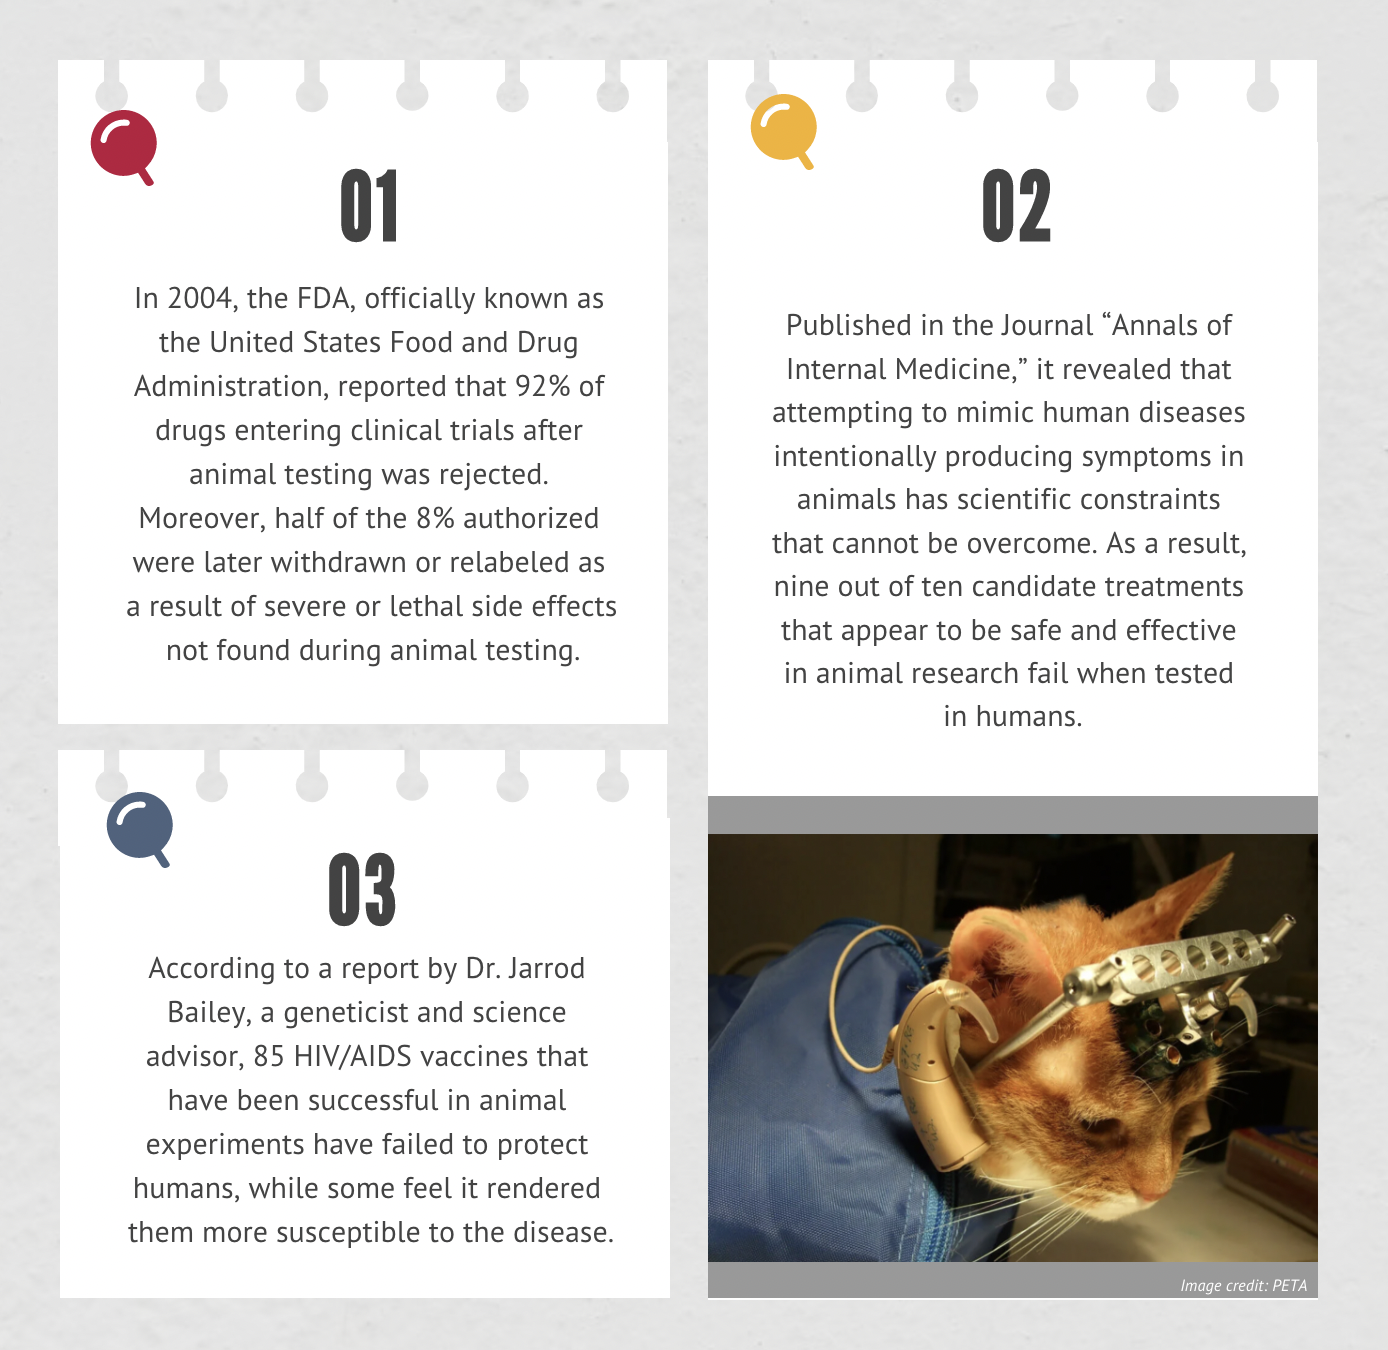 01
In 2004, the FDA, officially known as
the United States Food and Drug
Administration, reported that 92% of
drugs entering clinical trials after
animal testing was rejected.
Moreover, half of the 8% authorized
were later withdrawn or relabeled as
a result of severe or lethal side effects
not found during animal testing.
02
Published in the Journal “Annals of
Internal Medicine,” it revealed that
attempting to mimic human diseases
intentionally producing symptoms in
animals has scientific constraints
that cannot be overcome. As a result,
nine out of ten candidate treatments
that appear to be safe and effective
in animal research fail when tested
in humans.
03
According to a report by Dr. Jarrod
Bailey, a geneticist and science
advisor, 85 HIV/AIDS vaccines that
have been successful in animal
experiments have failed to protect
humans, while some feel it rendered
them more susceptible to the disease.
Image credit: PETA